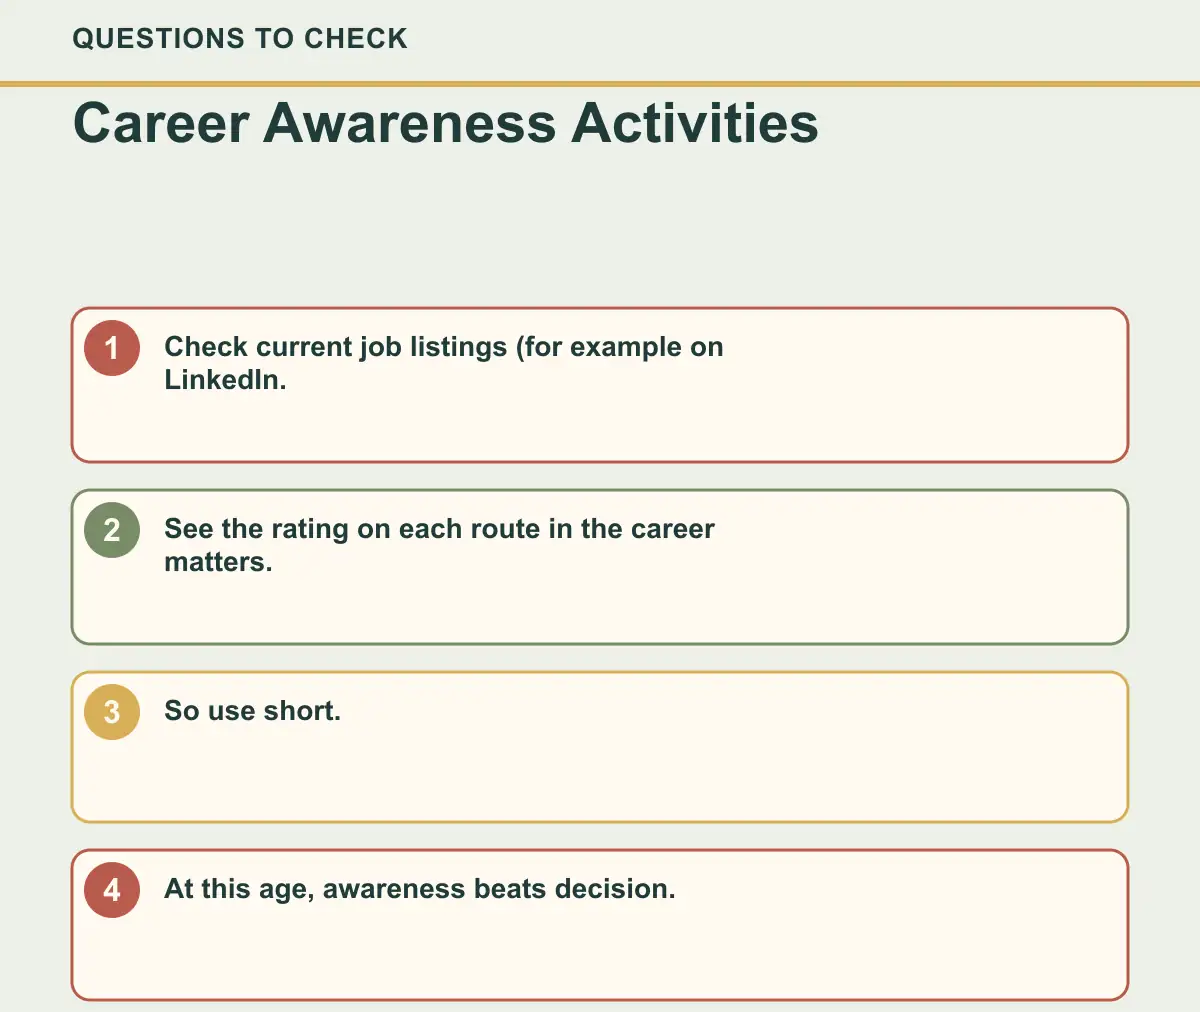 QUESTIONS TO CHECK
Career Awareness Activities
1
Check current job listings (for example on
LinkedIn.
2
See the rating on each route in the career
matters.
3
So use short.
4
At this age, awareness beats decision.